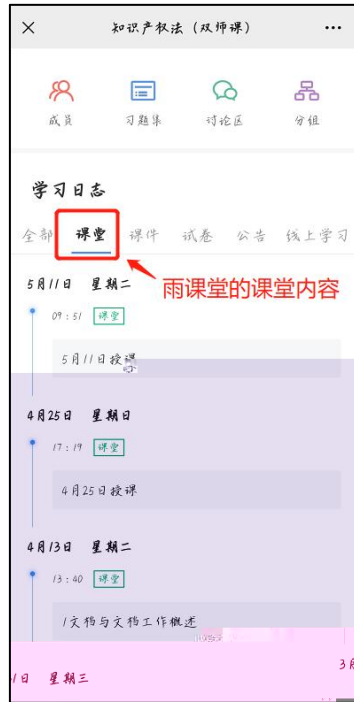 知识产权法（双师课）
成员 习题集 讨论区 分组
学习日志
全部 课堂 课件 试卷 公告 线上学习
5月11日 星期二
雨课堂的课堂内容
09:51 课堂
5月11日授课
4月25日 星期日
17:19 课堂
4月25日授课
4月13日 星期二
13:40 课堂
1文档与文档工作概述
1日 星期三